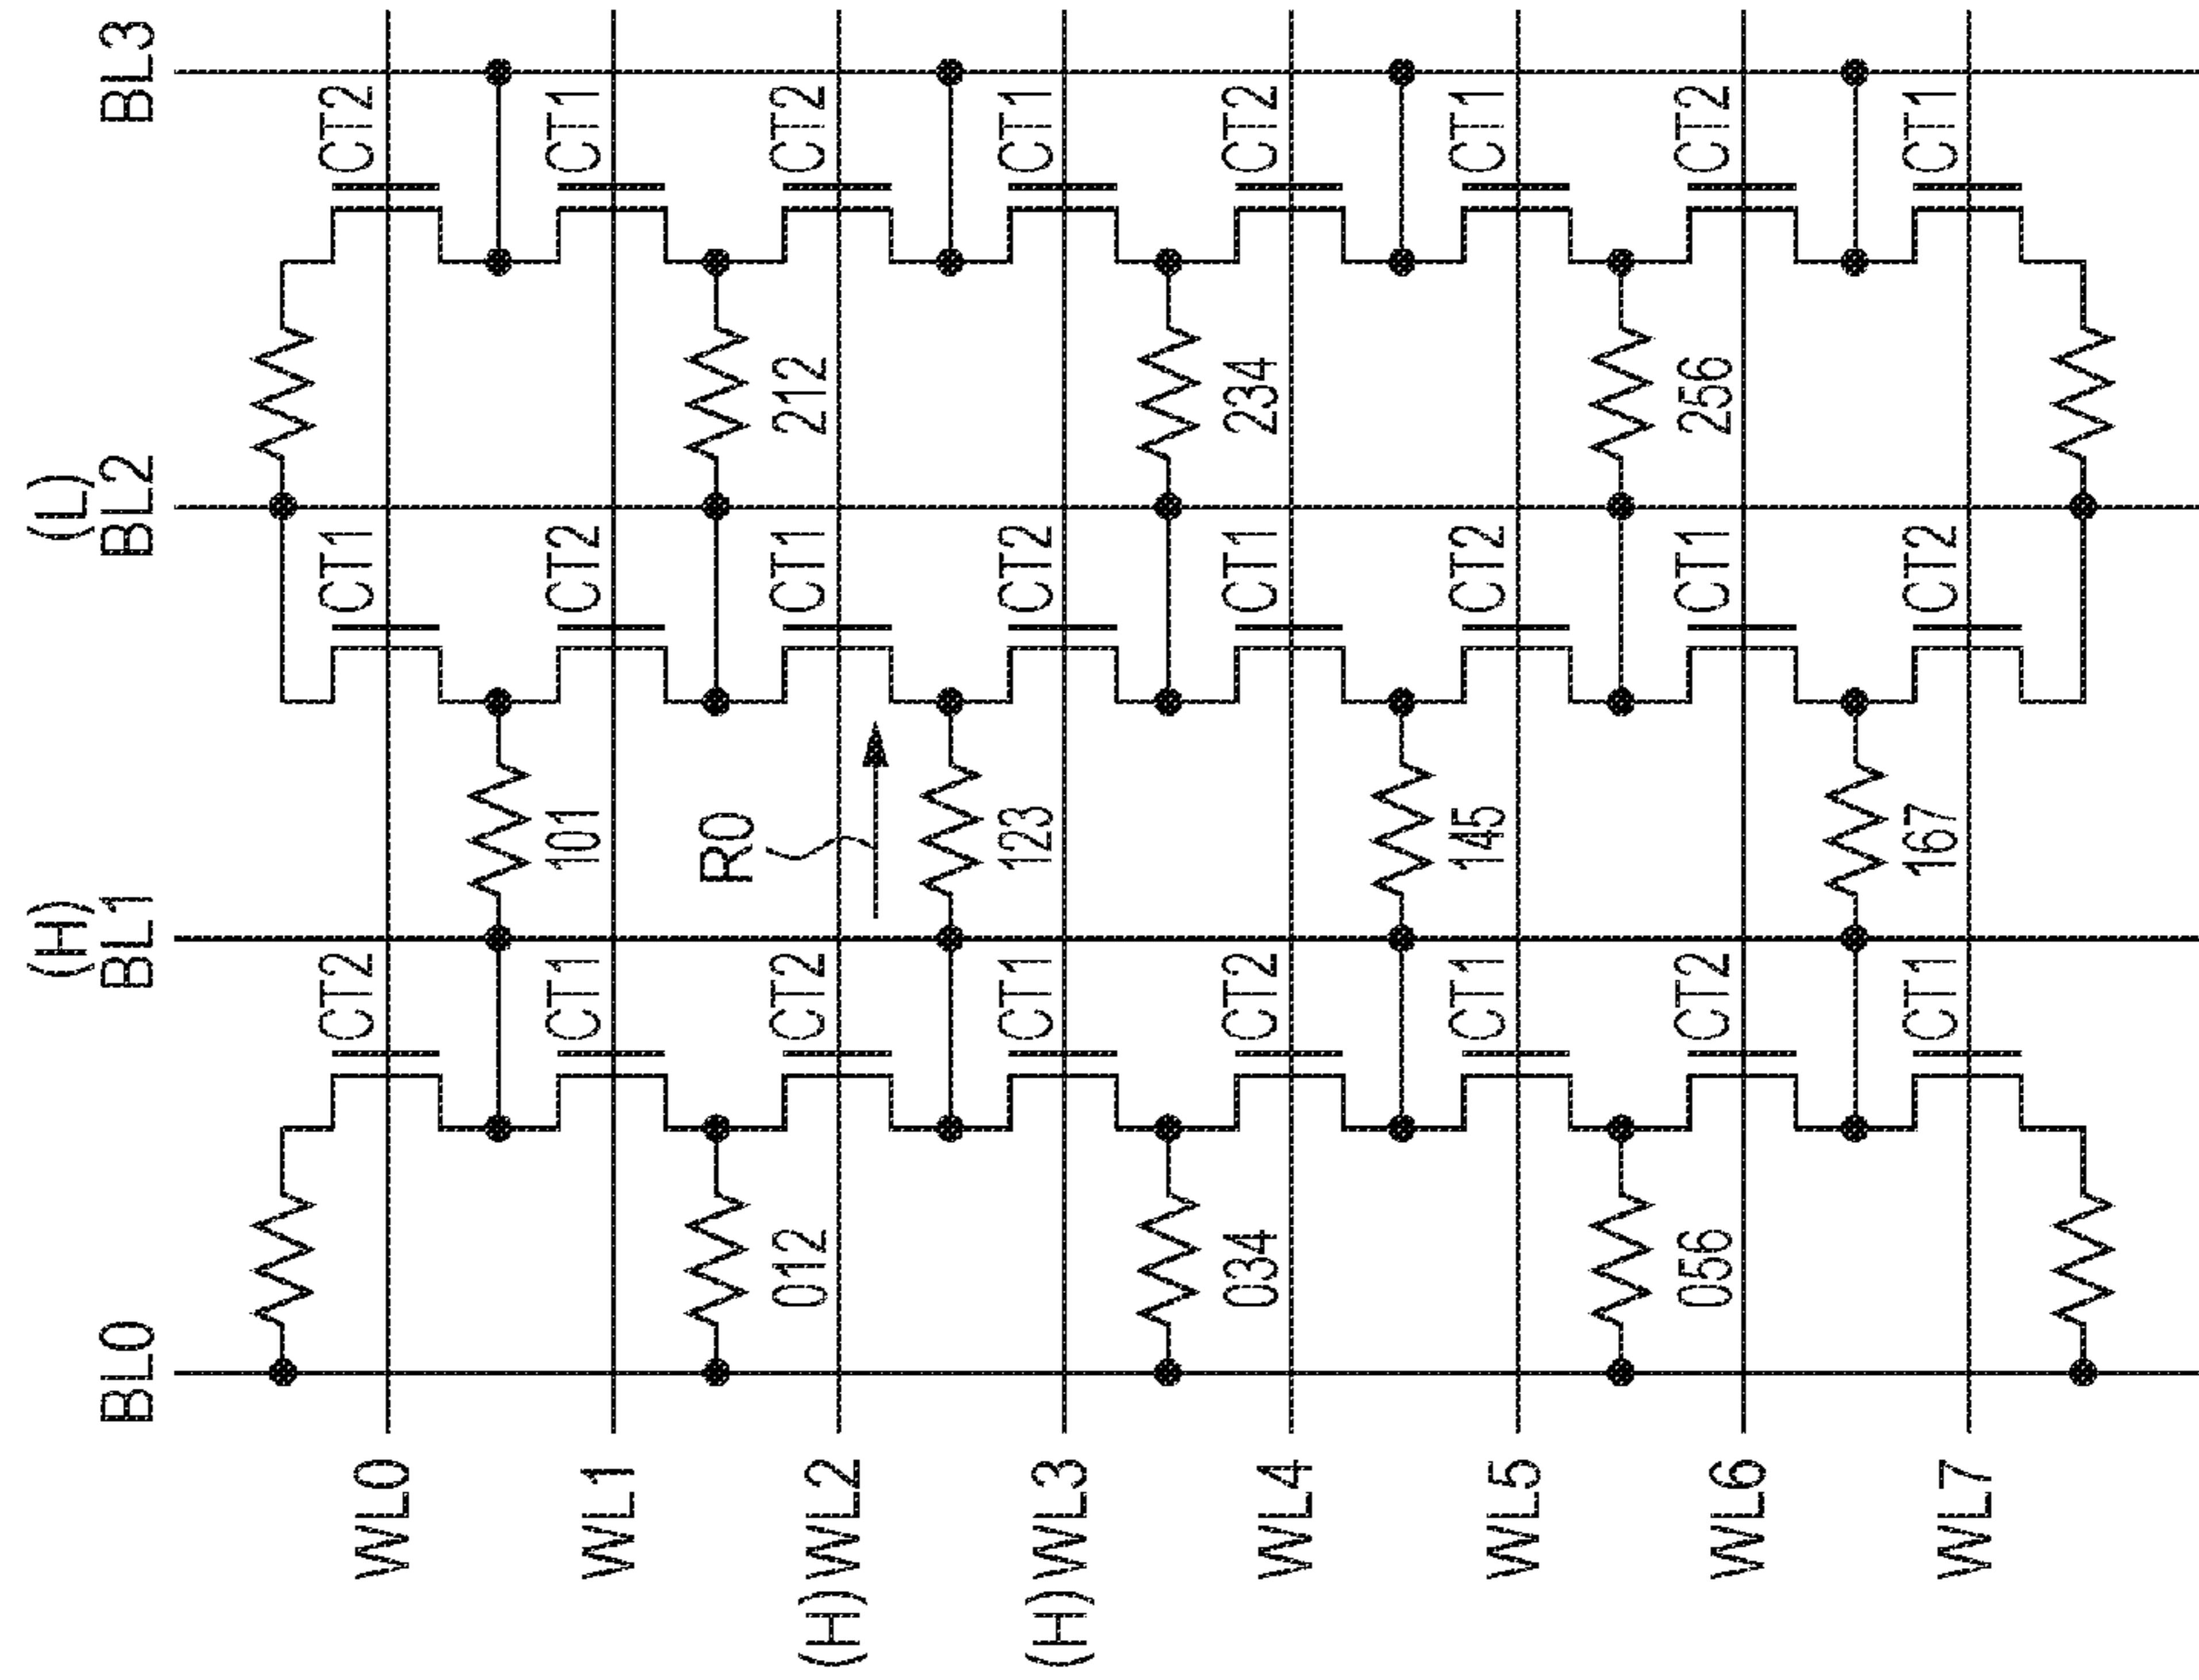 (H) (L)
BL0 BL1 BL2 BL3
WL0 CT2 CT1 CT2
WL1 CT1 101 CT2 CT1
R0
(H)WL2 012 CT2 CT1 212 CT2
(H)WL3 CT1 123 CT2 CT1
WL4 034 CT2 CT1 234 CT2
WL5 CT1 145 CT2 CT1
WL6 056 CT2 CT1 256 CT2
WL7 CT1 167 CT2 CT1